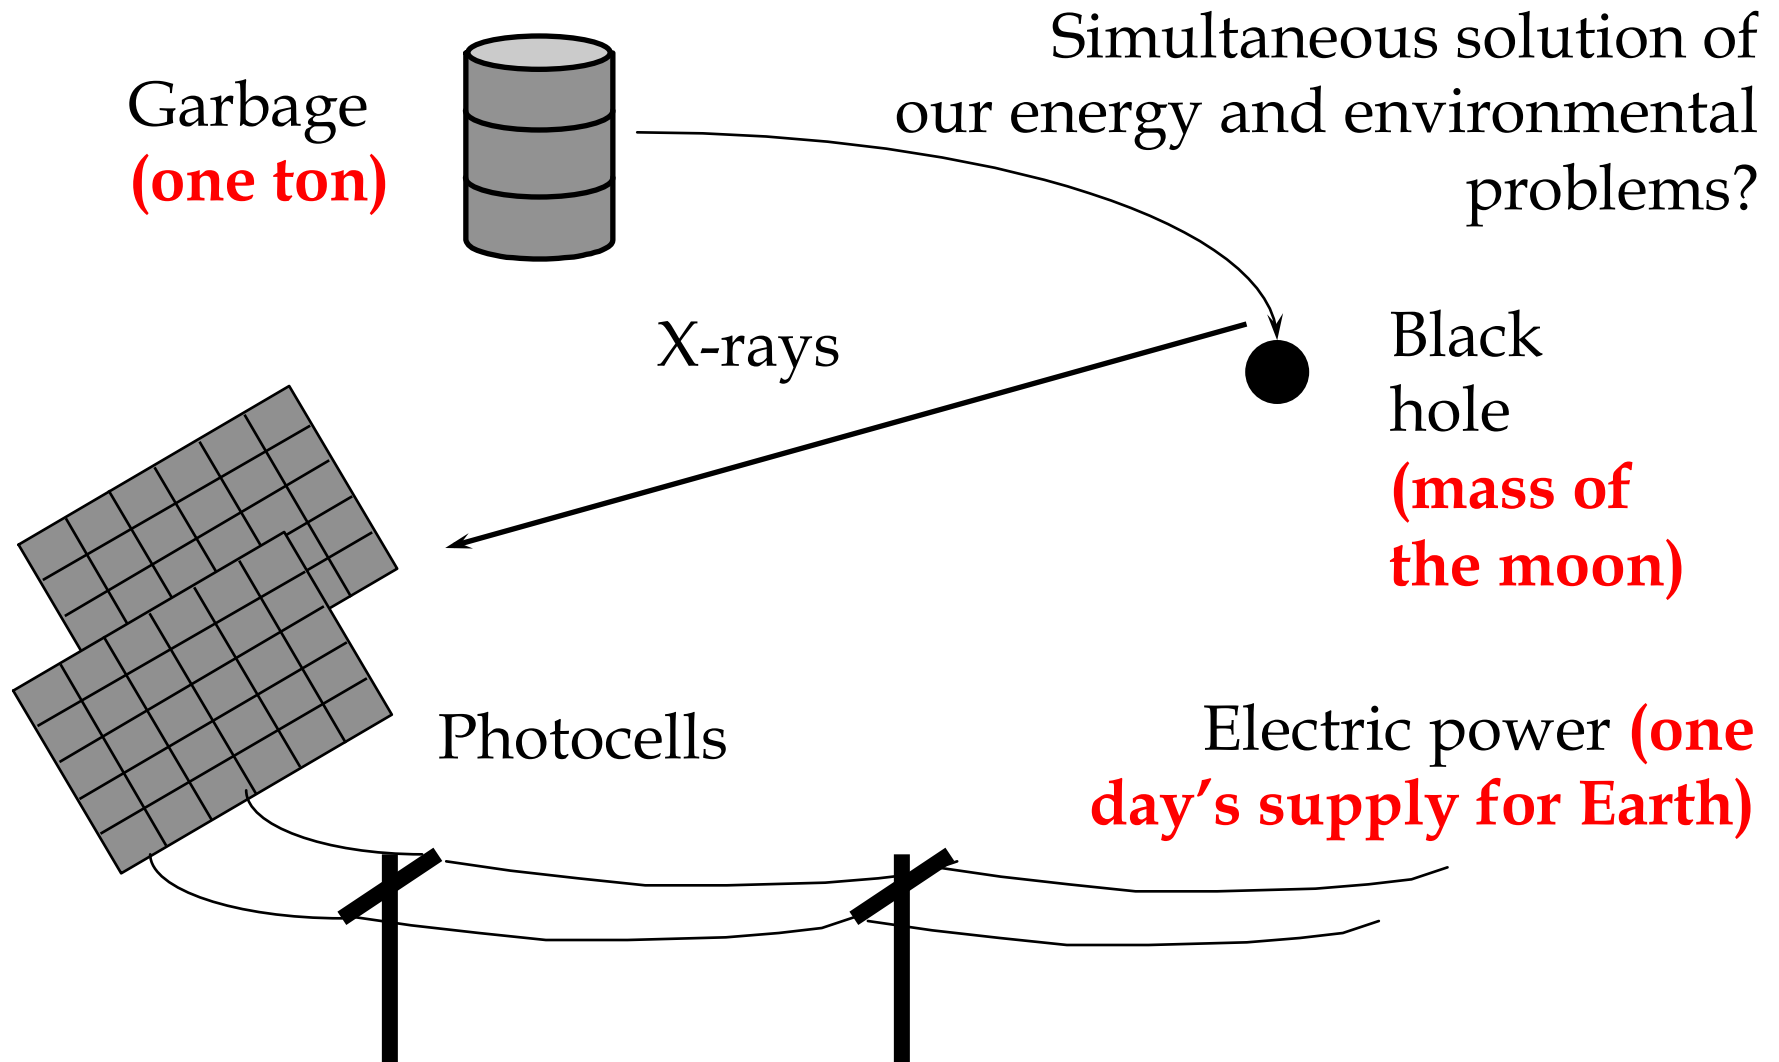 Simultaneous solution of
our energy and environmental
problems?
Garbage
(one ton)
X-rays
Black
hole
(mass of
the moon)
Photocells
Electric power (one
day’s supply for Earth)